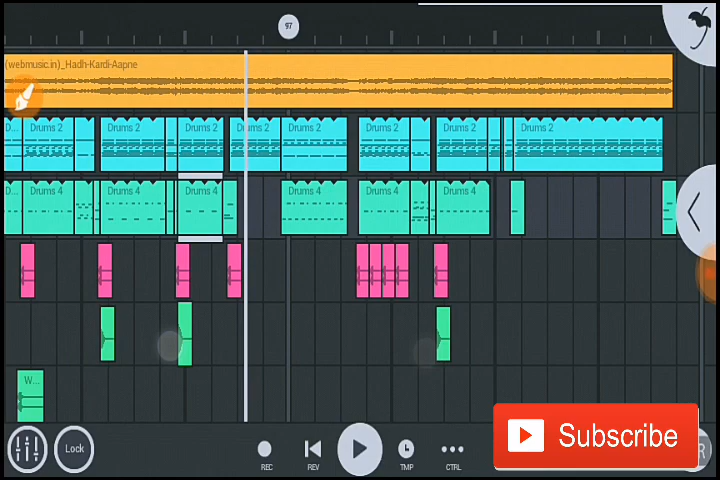 97
(webmusic.in)_Hadh-Kardi-Aapne
D... Drums 2 Drums 2 Drums 2 Drums 2 Drums 2 Drums 2 Drums 2 Drums 2
D... Drums 4 Drums 4 Drums 4 Drums 4 Drums 4 Drums 4
W...
Lock
REC REV TMP CTRL
Subscribe
R